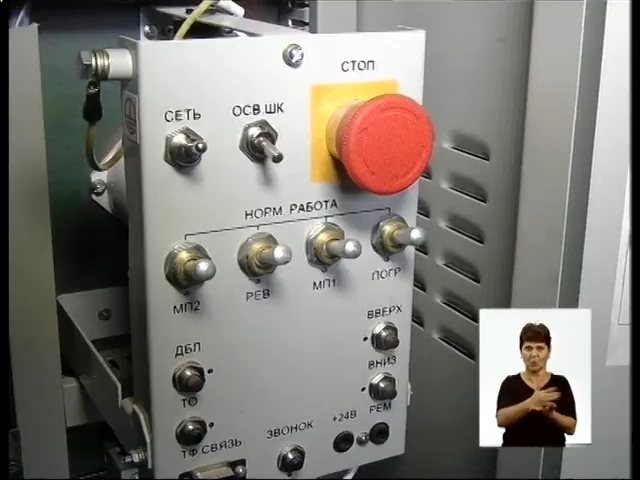 СТОП
СЕТЬ
ОСВ ШК
НОРМ. РАБОТА
МП2
РЕВ
МП1
ПОГР
ВВЕРХ
ДБЛ
ВНИЗ
ТО
РЕМ
+24В
ЗВОНОК
ТФ.СВЯЗЬ